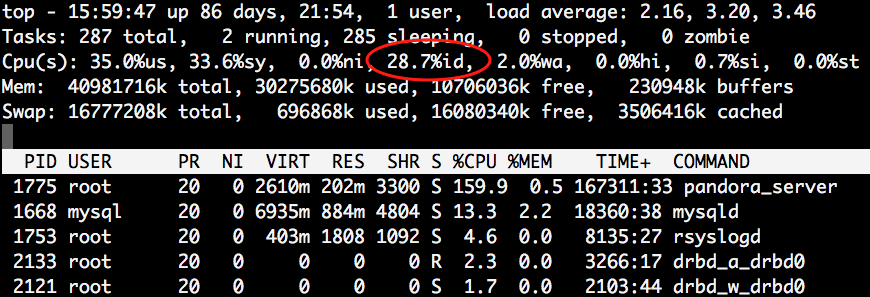 top - 15:59:47 up 86 days, 21:54,  1 user,  load average: 2.16, 3.20, 3.46
Tasks: 287 total,   2 running, 285 sleeping,   0 stopped,   0 zombie
Cpu(s): 35.0%us, 33.6%sy,  0.0%ni, 28.7%id,  2.0%wa,  0.0%hi,  0.7%si,  0.0%st
Mem:  40981716k total, 30275680k used, 10706036k free,   230948k buffers
Swap: 16777208k total,   696868k used, 16080340k free,  3506416k cached
PID USER      PR  NI  VIRT  RES  SHR S %CPU %MEM    TIME+  COMMAND
1775 root      20   0 2610m 202m 3300 S 159.9  0.5 167311:33 pandora_server
1668 mysql     20   0 6935m 884m 4804 S 13.3  2.2  18360:38 mysqld
1753 root      20   0  403m 1808 1092 S  4.6  0.0   8135:27 rsyslogd
2133 root      20   0     0    0    0 R  2.3  0.0   3266:17 drbd_a_drbd0
2121 root      20   0     0    0    0 S  1.7  0.0   2103:44 drbd_w_drbd0